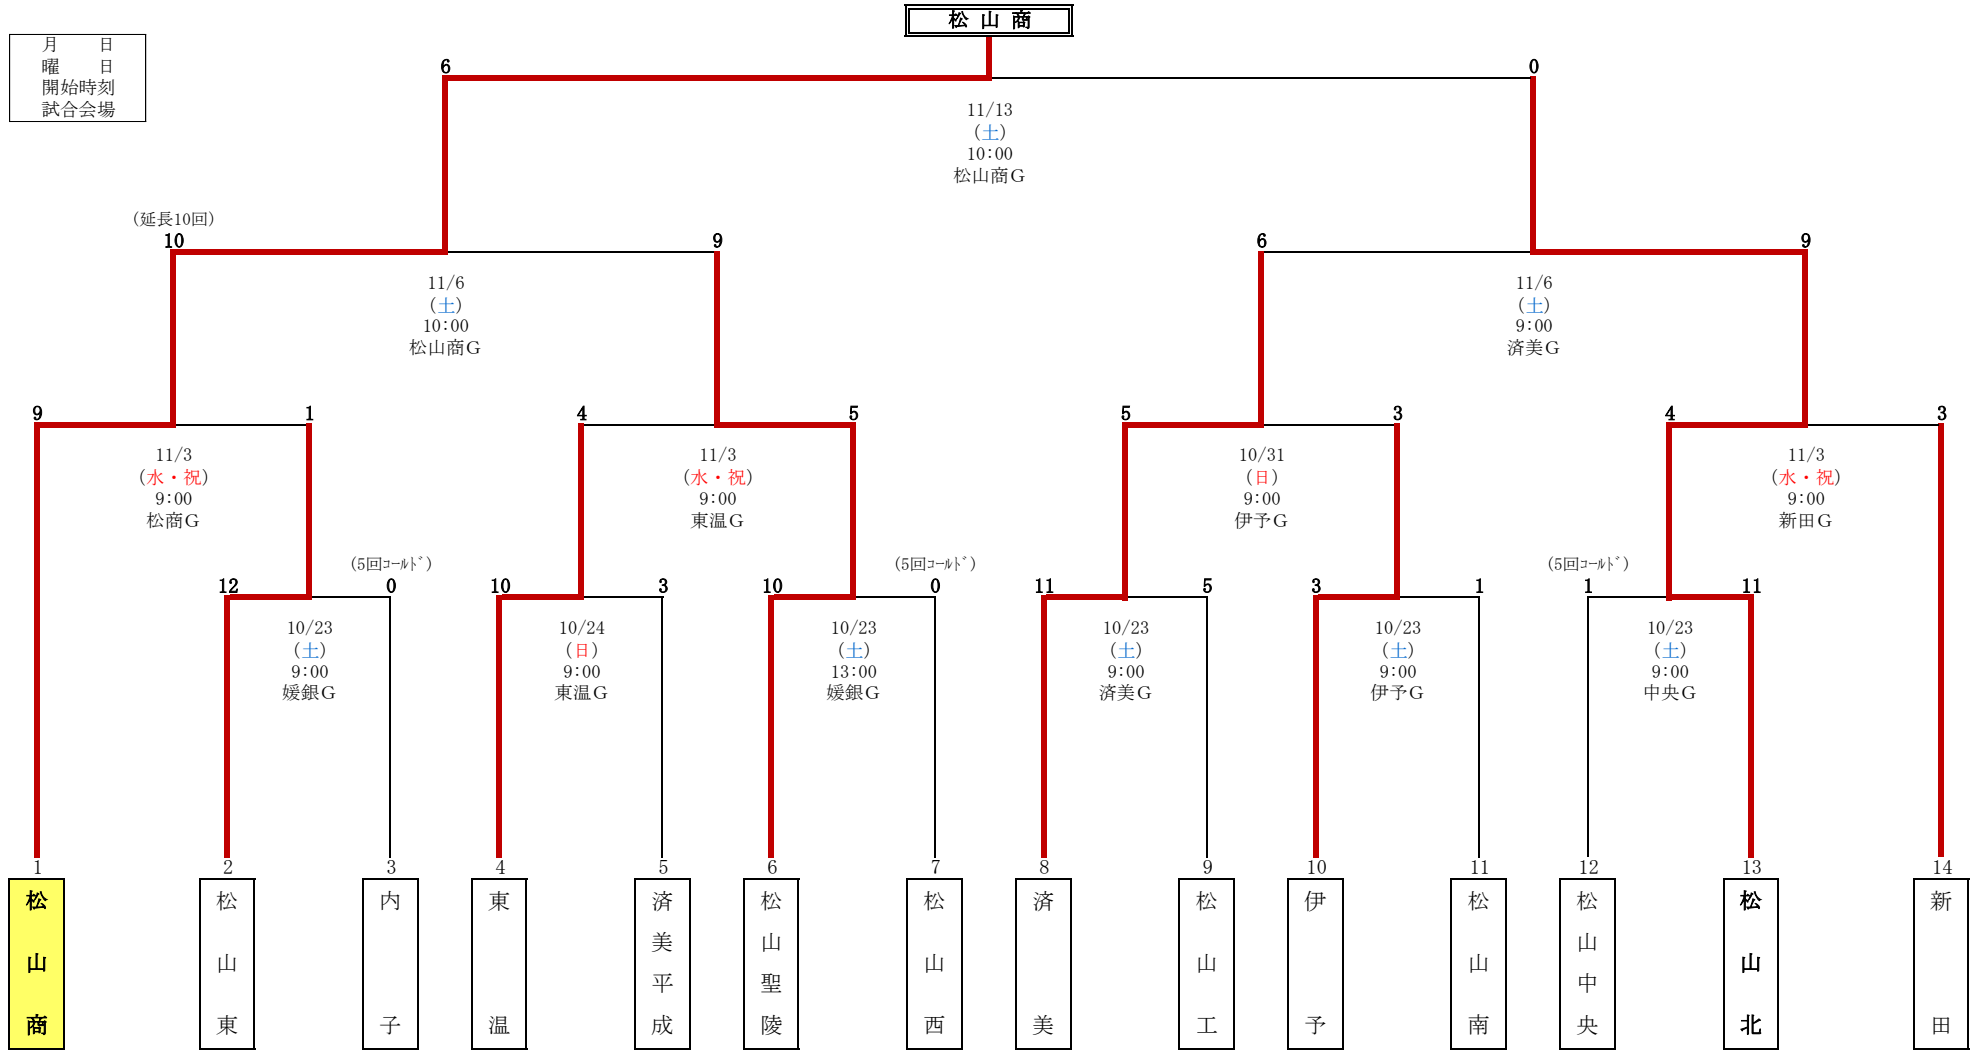 松山商
月　日
曜　日
開始時刻
試合会場
6
0
11/13
(土)
10:00
松山商G
(延長10回)
10
9
6
9
11/6
(土)
10:00
松山商G
11/6
(土)
9:00
済美G
9
1
4
5
5
3
4
3
11/3
(水・祝)
9:00
松商G
11/3
(水・祝)
9:00
東温G
10/31
(日)
9:00
伊予G
11/3
(水・祝)
9:00
新田G
(5回ｺｰﾙﾄﾞ)
(5回ｺｰﾙﾄﾞ)
(5回ｺｰﾙﾄﾞ)
12
0
10
3
10
0
11
5
3
1
1
11
10/23
(土)
9:00
媛銀G
10/24
(日)
9:00
東温G
10/23
(土)
13:00
媛銀G
10/23
(土)
9:00
済美G
10/23
(土)
9:00
伊予G
10/23
(土)
9:00
中央G
1
松山商
2
松山東
3
内子
4
東温
5
済美平成
6
松山聖陵
7
松山西
8
済美
9
松山工
10
伊予
11
松山南
12
松山中央
13
松山北
14
新田